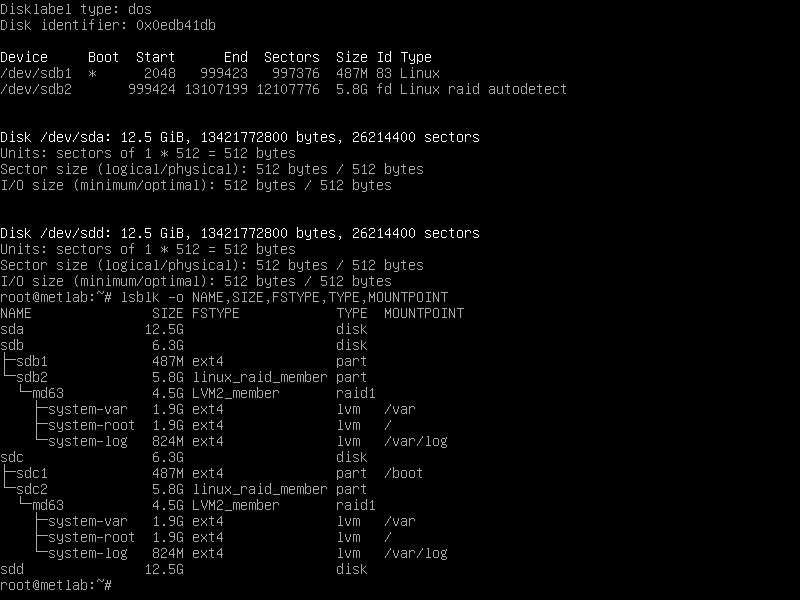 Disklabel type: dos
Disk identifier: 0x0edb41db
Device     Boot  Start      End  Sectors  Size Id Type
/dev/sdb1  *      2048   999423   997376  487M 83 Linux
/dev/sdb2       999424 13107199 12107776  5.8G fd Linux raid autodetect
Disk /dev/sda: 12.5 GiB, 13421772800 bytes, 26214400 sectors
Units: sectors of 1 * 512 = 512 bytes
Sector size (logical/physical): 512 bytes / 512 bytes
I/O size (minimum/optimal): 512 bytes / 512 bytes
Disk /dev/sdd: 12.5 GiB, 13421772800 bytes, 26214400 sectors
Units: sectors of 1 * 512 = 512 bytes
Sector size (logical/physical): 512 bytes / 512 bytes
I/O size (minimum/optimal): 512 bytes / 512 bytes
root@metlab:~# lsblk -o NAME,SIZE,FSTYPE,TYPE,MOUNTPOINT
NAME               SIZE FSTYPE            TYPE  MOUNTPOINT
sda               12.5G                   disk
sdb                6.3G                   disk
├─sdb1             487M ext4              part
└─sdb2             5.8G linux_raid_member part
  └─md63           4.5G LVM2_member       raid1
    ├─system-var   1.9G ext4              lvm   /var
    ├─system-root  1.9G ext4              lvm   /
    └─system-log   824M ext4              lvm   /var/log
sdc                6.3G                   disk
├─sdc1             487M ext4              part  /boot
└─sdc2             5.8G linux_raid_member part
  └─md63           4.5G LVM2_member       raid1
    ├─system-var   1.9G ext4              lvm   /var
    ├─system-root  1.9G ext4              lvm   /
    └─system-log   824M ext4              lvm   /var/log
sdd               12.5G                   disk
root@metlab:~#